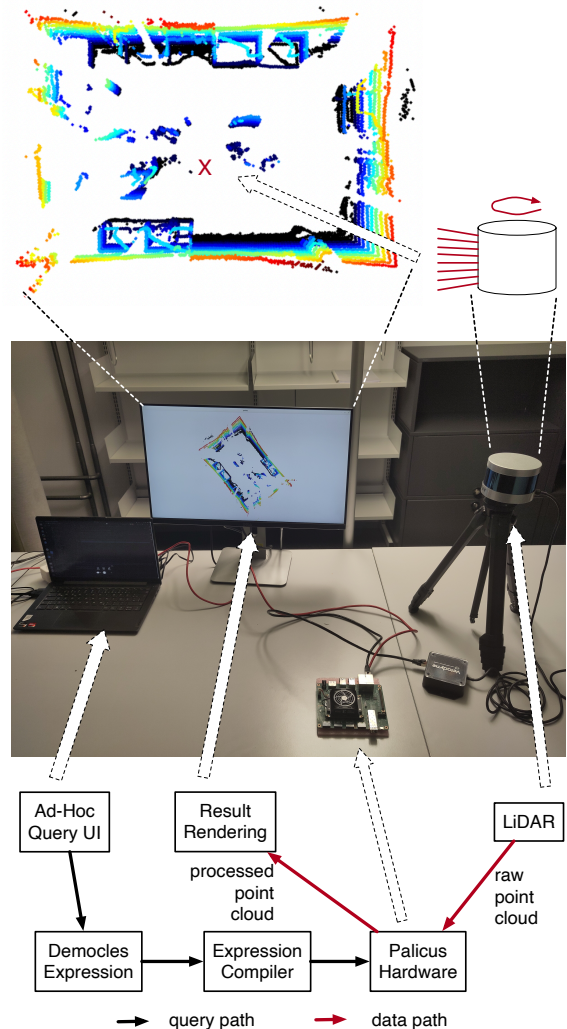 X
Velodyne
Ad-Hoc
Query UI
Result
Rendering
LiDAR
processed
point
cloud
raw
point
cloud
Democles
Expression
Expression
Compiler
Palicus
Hardware
query path
data path